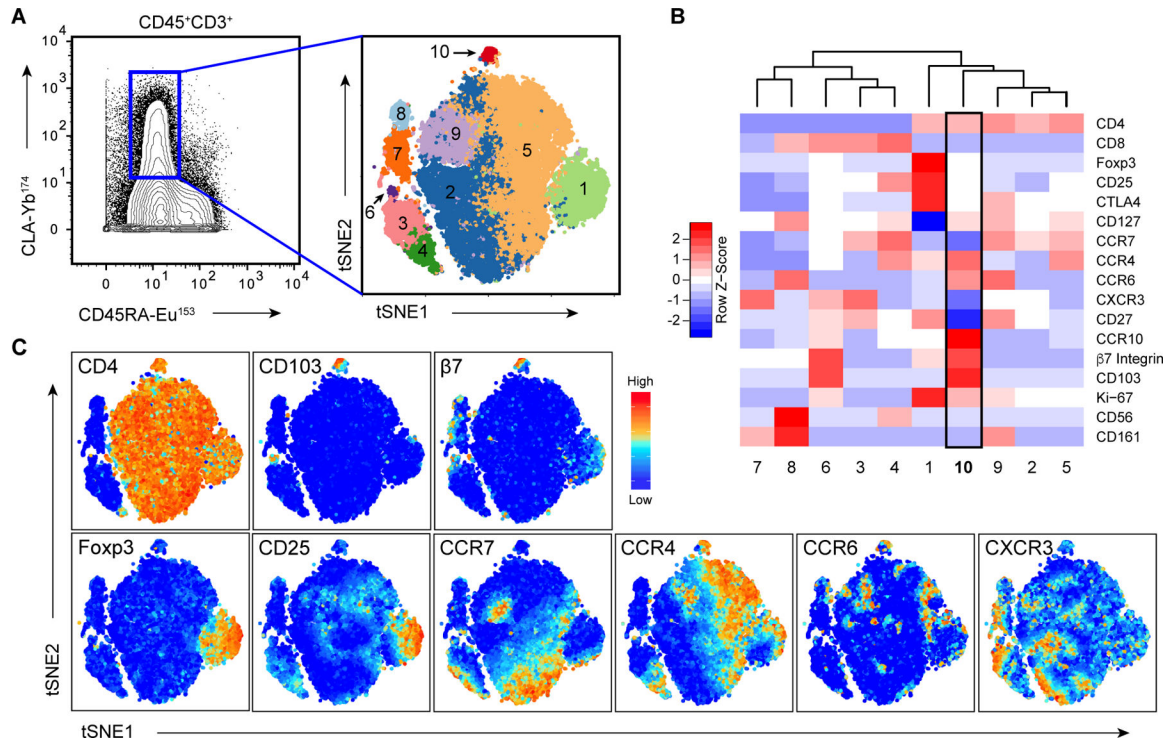 A
CD45⁺CD3⁺
CLA-Yb¹⁷⁴
10⁴
10³
10²
10¹
0
0 10¹ 10² 10³ 10⁴
CD45RA-Eu¹⁵³
tSNE2
10
8
9
7
5
2
1
6
3
4
tSNE1
B
CD4
CD8
Foxp3
CD25
CTLA4
CD127
CCR7
CCR4
CCR6
CXCR3
CD27
CCR10
β7 Integrin
CD103
Ki-67
CD56
CD161
7 8 6 3 4 1 10 9 2 5
2
1
0
-1
-2
Row Z-Score
C
CD4 CD103 β7
High
Low
Foxp3 CD25 CCR7 CCR4 CCR6 CXCR3
tSNE2
tSNE1